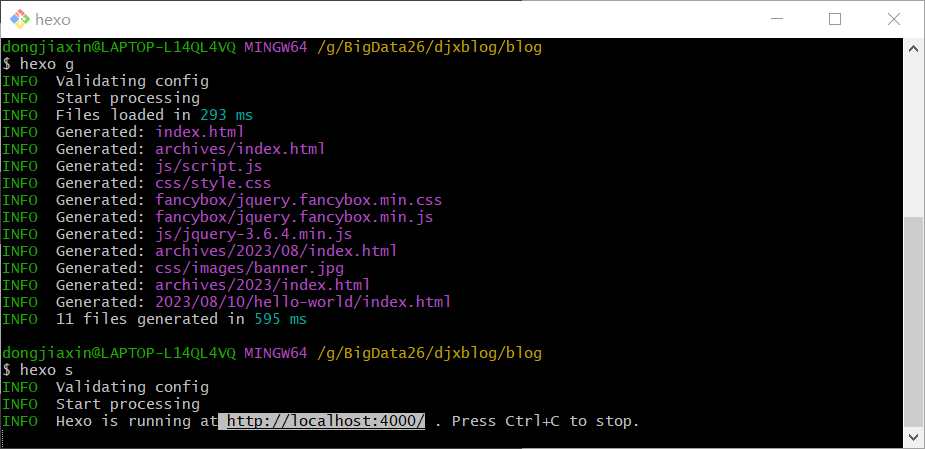 hexo
dongjiaxin@LAPTOP-L14QL4VQ MINGW64 /g/BigData26/djxblog/blog
$ hexo g
INFO  Validating config
INFO  Start processing
INFO  Files loaded in 293 ms
INFO  Generated: index.html
INFO  Generated: archives/index.html
INFO  Generated: js/script.js
INFO  Generated: css/style.css
INFO  Generated: fancybox/jquery.fancybox.min.css
INFO  Generated: fancybox/jquery.fancybox.min.js
INFO  Generated: js/jquery-3.6.4.min.js
INFO  Generated: archives/2023/08/index.html
INFO  Generated: css/images/banner.jpg
INFO  Generated: archives/2023/index.html
INFO  Generated: 2023/08/10/hello-world/index.html
INFO  11 files generated in 595 ms
dongjiaxin@LAPTOP-L14QL4VQ MINGW64 /g/BigData26/djxblog/blog
$ hexo s
INFO  Validating config
INFO  Start processing
INFO  Hexo is running at http://localhost:4000/ . Press Ctrl+C to stop.